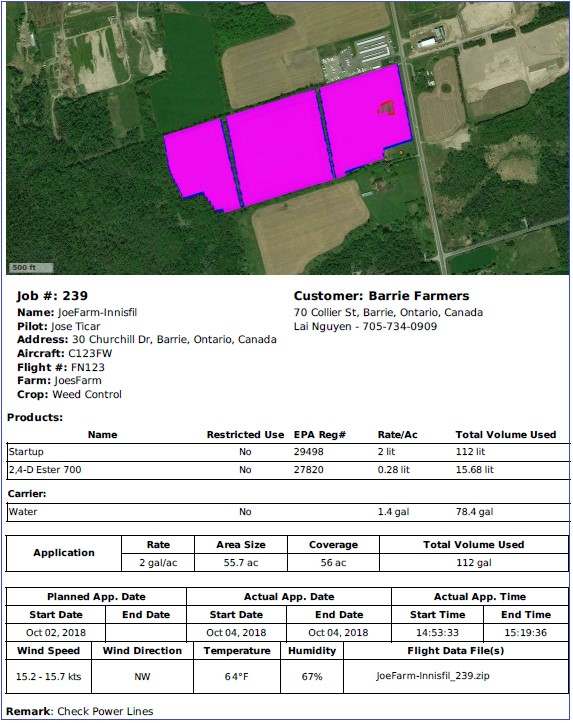 500 ft
Job #: 239
Name: JoeFarm-Innisfil
Pilot: Jose Ticar
Address: 30 Churchill Dr, Barrie, Ontario, Canada
Aircraft: C123FW
Flight #: FN123
Farm: JoesFarm
Crop: Weed Control
Customer: Barrie Farmers
70 Collier St, Barrie, Ontario, Canada
Lai Nguyen - 705-734-0909
Products:
Name Restricted Use EPA Reg# Rate/Ac Total Volume Used
Startup No 29498 2 lit 112 lit
2,4-D Ester 700 No 27820 0.28 lit 15.68 lit
Carrier:
Water No 1.4 gal 78.4 gal
Application Rate Area Size Coverage Total Volume Used
2 gal/ac 55.7 ac 56 ac 112 gal
Planned App. Date Actual App. Date Actual App. Time
Start Date End Date Start Date End Date Start Time End Time
Oct 02, 2018 Oct 04, 2018 Oct 04, 2018 14:53:33 15:19:36
Wind Speed Wind Direction Temperature Humidity Flight Data File(s)
15.2 - 15.7 kts NW 64°F 67% JoeFarm-Innisfil_239.zip
Remark: Check Power Lines